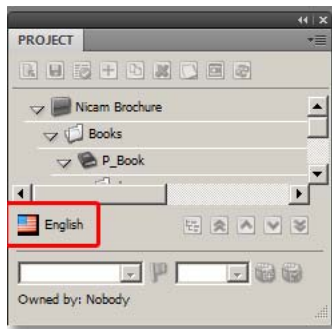 PROJECT
Nicam Brochure
Books
P_Book
English
Owned by: Nobody